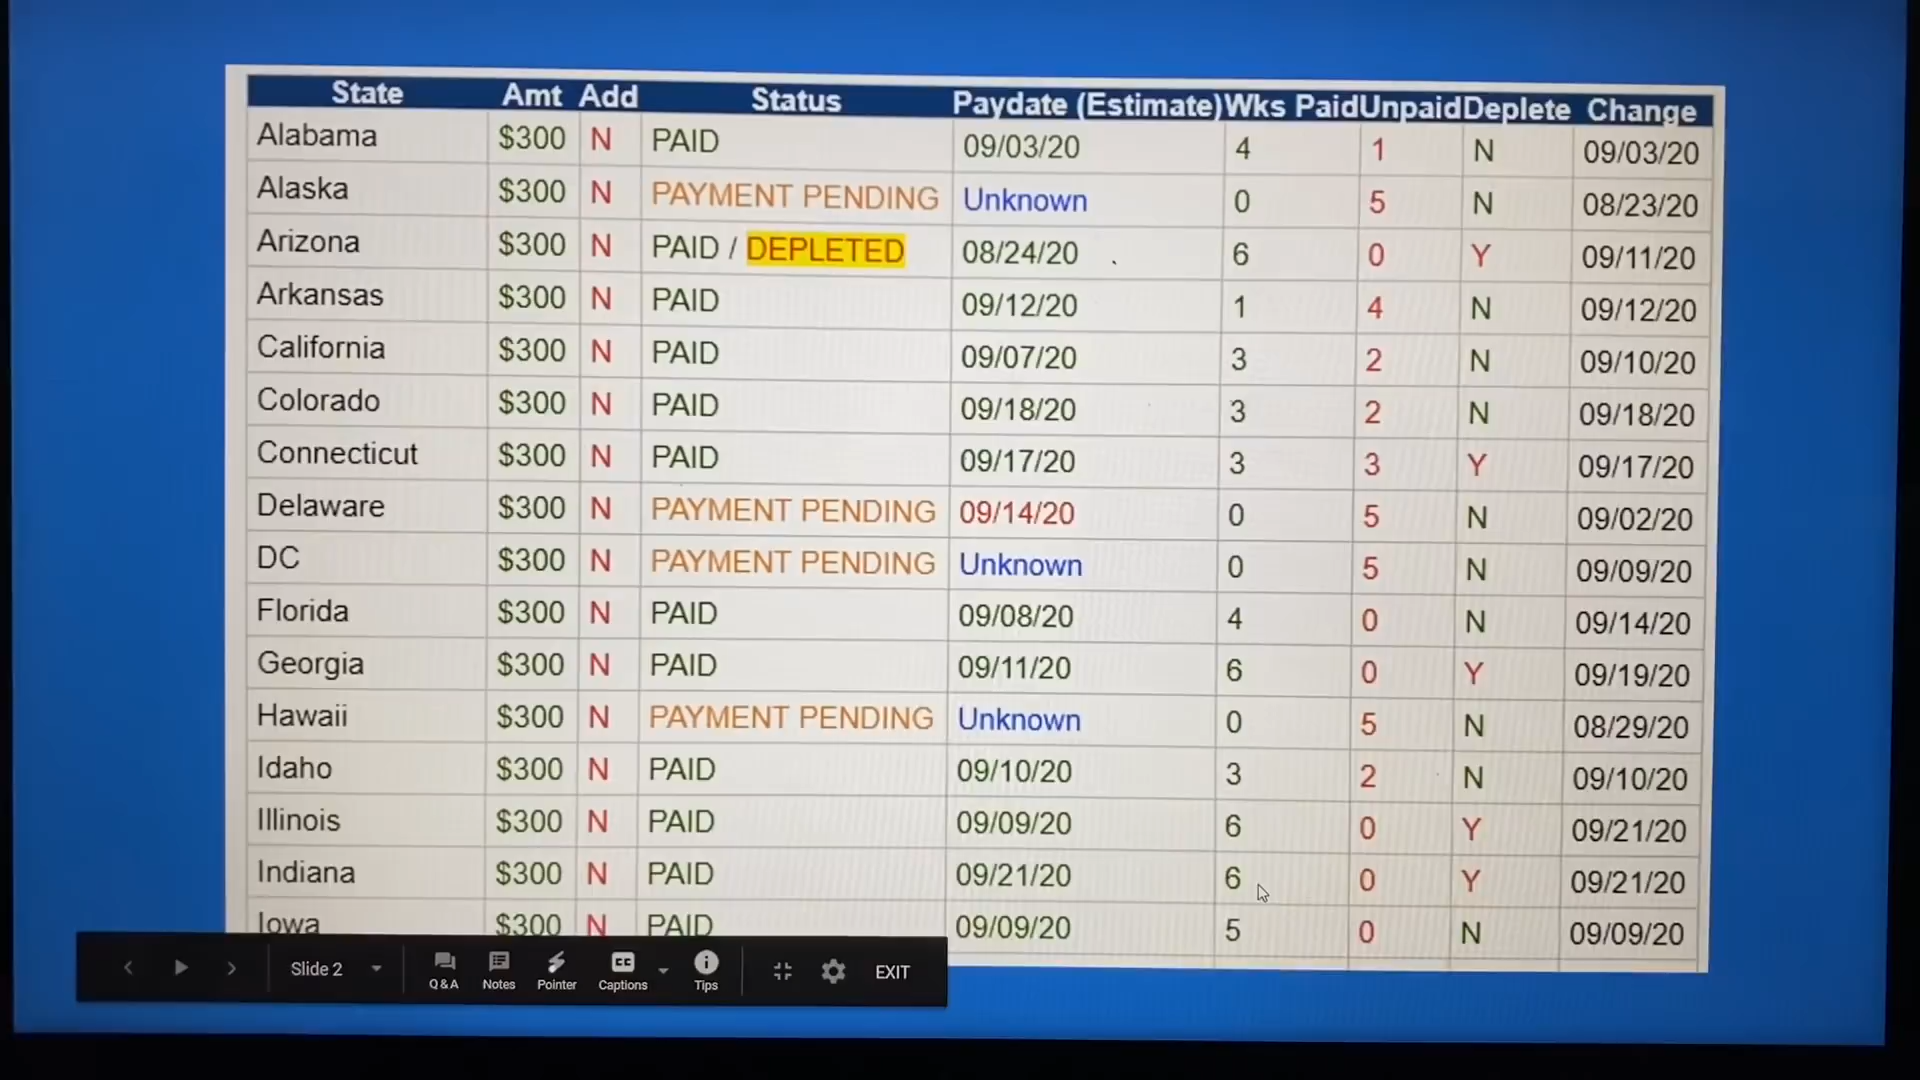 State Amt Add Status Paydate (Estimate) Wks Paid Unpaid Deplete Change
Alabama $300 N PAID 09/03/20 4 1 N 09/03/20
Alaska $300 N PAYMENT PENDING Unknown 0 5 N 08/23/20
Arizona $300 N PAID / DEPLETED 08/24/20 6 0 Y 09/11/20
Arkansas $300 N PAID 09/12/20 1 4 N 09/12/20
California $300 N PAID 09/07/20 3 2 N 09/10/20
Colorado $300 N PAID 09/18/20 3 2 N 09/18/20
Connecticut $300 N PAID 09/17/20 3 3 Y 09/17/20
Delaware $300 N PAYMENT PENDING 09/14/20 0 5 N 09/02/20
DC $300 N PAYMENT PENDING Unknown 0 5 N 09/09/20
Florida $300 N PAID 09/08/20 4 0 N 09/14/20
Georgia $300 N PAID 09/11/20 6 0 Y 09/19/20
Hawaii $300 N PAYMENT PENDING Unknown 0 5 N 08/29/20
Idaho $300 N PAID 09/10/20 3 2 N 09/10/20
Illinois $300 N PAID 09/09/20 6 0 Y 09/21/20
Indiana $300 N PAID 09/21/20 6 0 Y 09/21/20
Iowa $300 N PAID 09/09/20 5 0 N 09/09/20
Slide 2 Q&A Notes Pointer CC Captions Tips EXIT